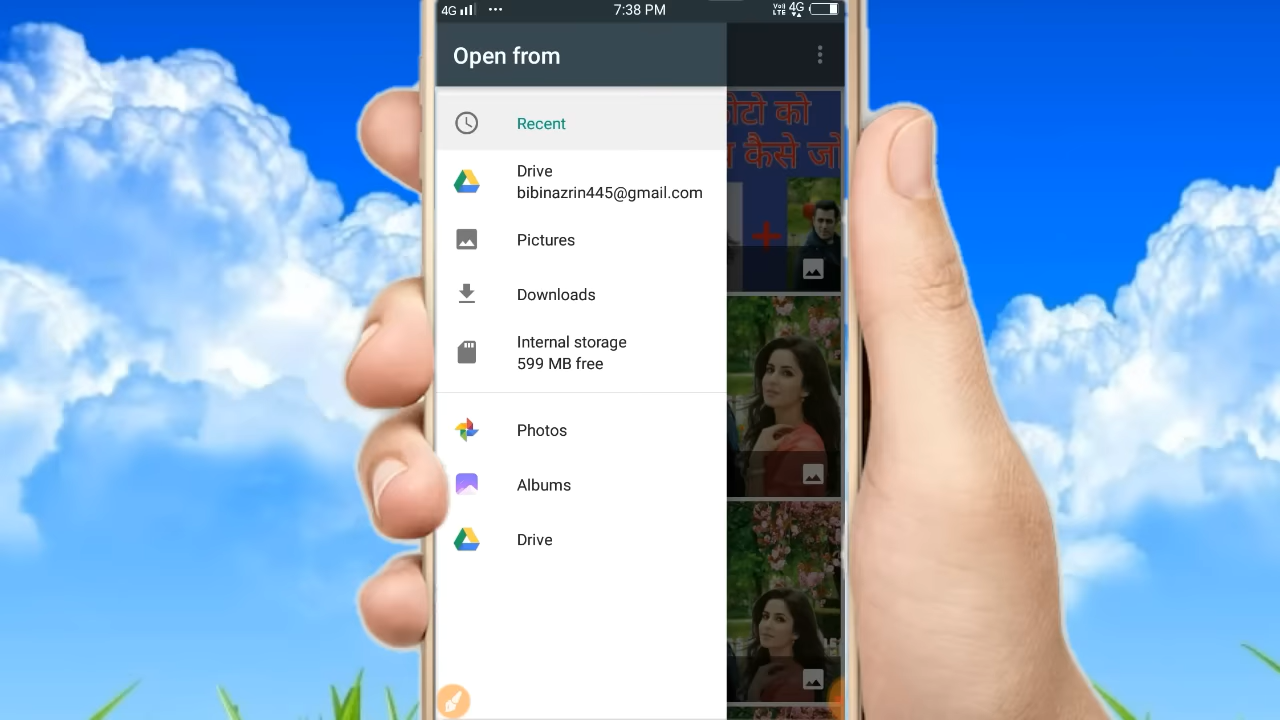 4G
7:38 PM
VoLTE 4G
Open from
Recent
Drive
bibinazrin445@gmail.com
Pictures
Downloads
Internal storage
599 MB free
Photos
Albums
Drive
को
कैसे